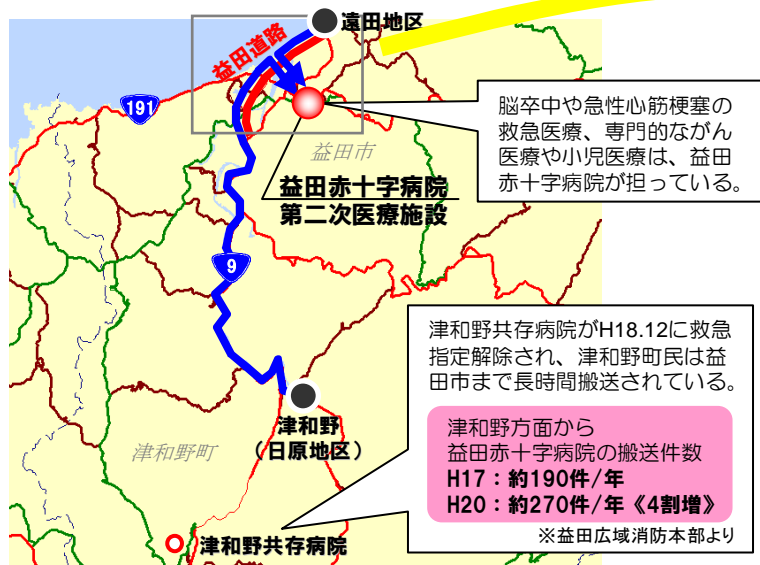 遠田地区
益田道路
191
脳卒中や急性心筋梗塞の
救急医療、専門的ながん
医療や小児医療は、益田
赤十字病院が担っている。
益田市
益田赤十字病院
第二次医療施設
9
津和野共存病院がH18.12に救急
指定解除され、津和野町民は益
田市まで長時間搬送されている。
津和野方面から
益田赤十字病院の搬送件数
H17：約190件/年
H20：約270件/年《4割増》
※益田広域消防本部より
津和野
（日原地区）
津和野町
津和野共存病院